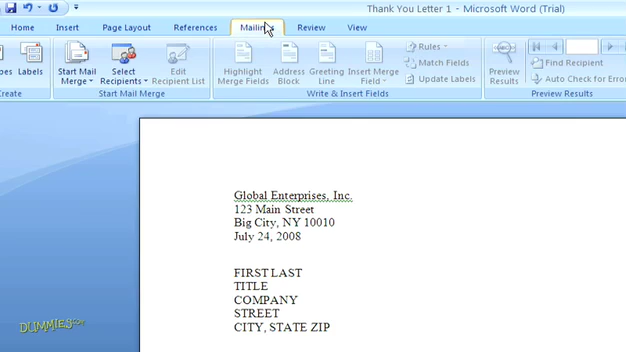 Thank You Letter 1 - Microsoft Word (Trial)
Home Insert Page Layout References Mailings Review View
Labels
Start Mail Merge
Select Recipients
Edit Recipient List
Highlight Merge Fields
Address Block
Greeting Line
Insert Merge Field
Rules
Match Fields
Update Labels
Preview Results
Find Recipient
Auto Check for
Start Mail Merge
Write & Insert Fields
Preview Results
Global Enterprises, Inc.
123 Main Street
Big City, NY 10010
July 24, 2008
FIRST LAST
TITLE
COMPANY
STREET
CITY, STATE ZIP
DUMMIES.com